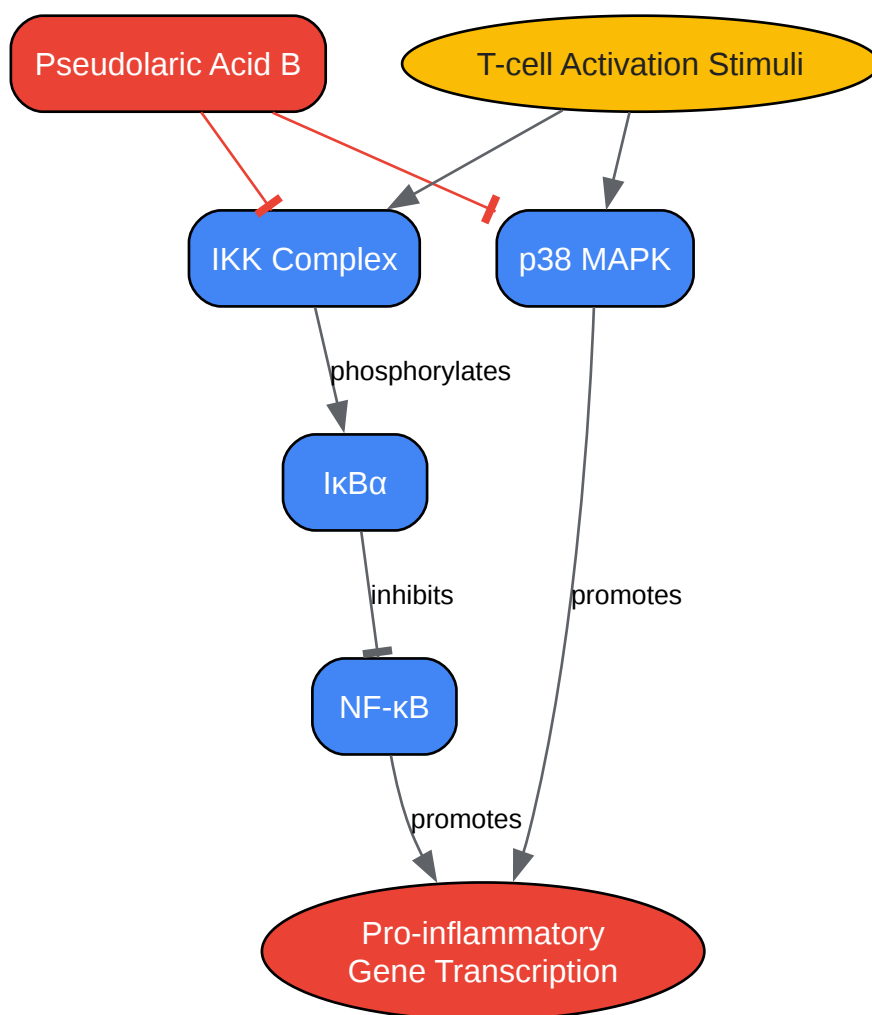 Pseudolaric Acid B
T-cell Activation Stimuli
IKK Complex
p38 MAPK
phosphorylates
IκBα
inhibits
promotes
NF-κB
promotes
Pro-inflammatory
Gene Transcription